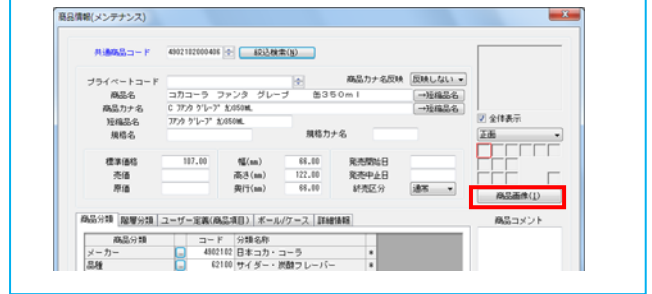 商品情報(メンテナンス)
共通商品コード 4902102000406 絞込検索(N)
プライベートコード 商品カナ名反映 反映しない
商品名 コカコーラ ファンタ グレープ 缶350ml →短縮品名
商品カナ名 C ファンタ グレープ カン350ML →短縮品名
短縮品名 ファンタ グレープ カン350ML 全体表示
規格名 規格カナ名 正面
標準価格 107.00 幅(mm) 66.00 発売開始日
売価 高さ(mm) 122.00 発売中止日
原価 奥行(mm) 66.00 終売区分 通常 商品画像(I)
商品分類 階層分類 ユーザー定義(商品項目) ボール/ケース 詳細情報 商品コメント
商品分類 コード 分類名称
メーカー 4902102 日本コカ・コーラ *
品種 62100 サイダー・炭酸フレーバー *